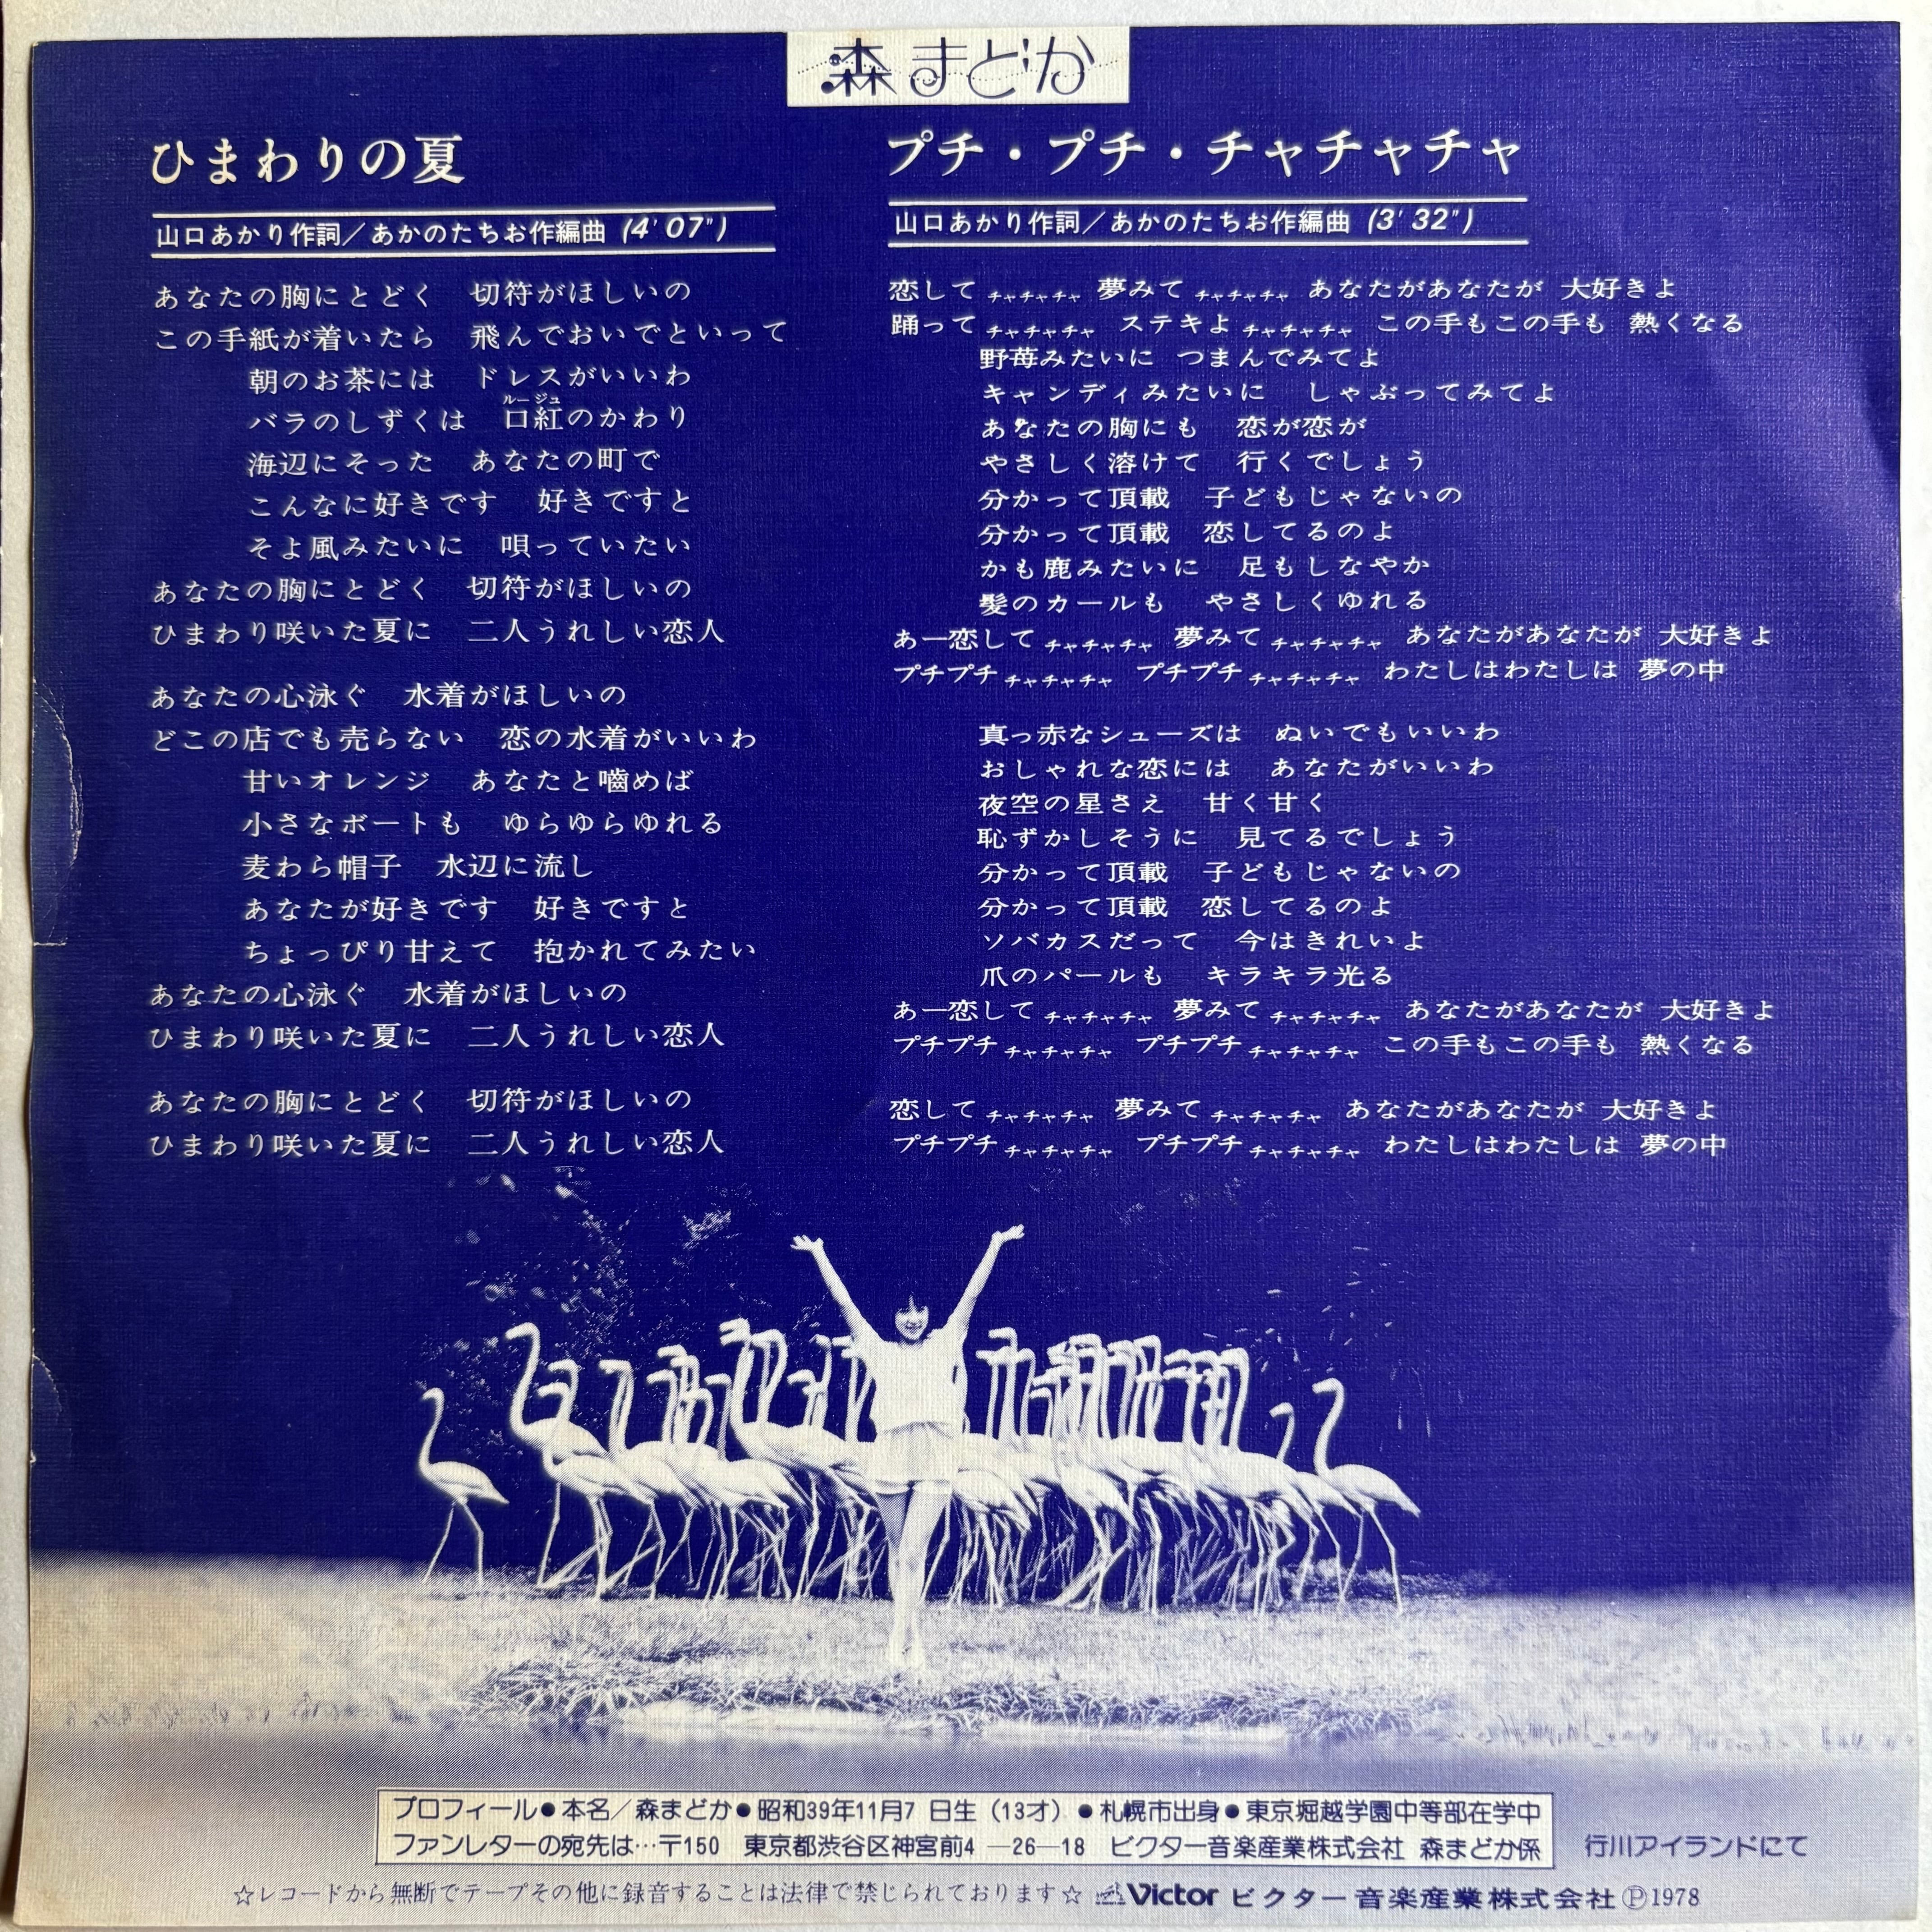 森まどか
ひまわりの夏
山口あかり作詞／あかのたちお作編曲 (4′07″)
あなたの胸にとどく　切符がほしいの
この手紙が着いたら　飛んでおいでといって
朝のお茶には　ドレスがいいわ
ルージュ
バラのしずくは　口紅のかわり
海辺にそった　あなたの町で
こんなに好きです　好きですと
そよ風みたいに　唄っていたい
あなたの胸にとどく　切符がほしいの
ひまわり咲いた夏に　二人うれしい恋人
あなたの心泳ぐ　水着がほしいの
どこの店でも売らない　恋の水着がいいわ
甘いオレンジ　あなたと嚙めば
小さなボートも　ゆらゆらゆれる
麦わら帽子　水辺に流し
あなたが好きです　好きですと
ちょっぴり甘えて　抱かれてみたい
あなたの心泳ぐ　水着がほしいの
ひまわり咲いた夏に　二人うれしい恋人
あなたの胸にとどく　切符がほしいの
ひまわり咲いた夏に　二人うれしい恋人
プチ・プチ・チャチャチャ
山口あかり作詞／あかのたちお作編曲 (3′32″)
恋して チャチャチャ 夢みて チャチャチャ あなたがあなたが 大好きよ
踊って チャチャチャ ステキよ チャチャチャ この手もこの手も 熱くなる
野苺みたいに つまんでみてよ
キャンディみたいに　しゃぶってみてよ
あなたの胸にも　恋が恋が
やさしく溶けて　行くでしょう
分かって頂載　子どもじゃないの
分かって頂載　恋してるのよ
かも鹿みたいに　足もしなやか
髪のカールも　やさしくゆれる
あー恋して チャチャチャ 夢みて チャチャチャ あなたがあなたが 大好きよ
プチプチ チャチャチャ プチプチ チャチャチャ わたしはわたしは 夢の中
真っ赤なシューズは　ぬいでもいいわ
おしゃれな恋には　あなたがいいわ
夜空の星さえ　甘く甘く
恥ずかしそうに　見てるでしょう
分かって頂載　子どもじゃないの
分かって頂載　恋してるのよ
ソバカスだって　今はきれいよ
爪のパールも　キラキラ光る
あー恋して チャチャチャ 夢みて チャチャチャ あなたがあなたが 大好きよ
プチプチ チャチャチャ プチプチ チャチャチャ この手もこの手も 熱くなる
恋して チャチャチャ 夢みて チャチャチャ あなたがあなたが 大好きよ
プチプチ チャチャチャ プチプチ チャチャチャ わたしはわたしは 夢の中
プロフィール●本名／森まどか●昭和39年11月7日生（13才）●札幌市出身●東京堀越学園中等部在学中
ファンレターの宛先は…〒150 東京都渋谷区神宮前4—26—18 ビクター音楽産業株式会社 森まどか係
行川アイランドにて
☆レコードから無断でテープその他に録音することは法律で禁じられております☆ Victor ビクター音楽産業株式会社 Ⓟ1978